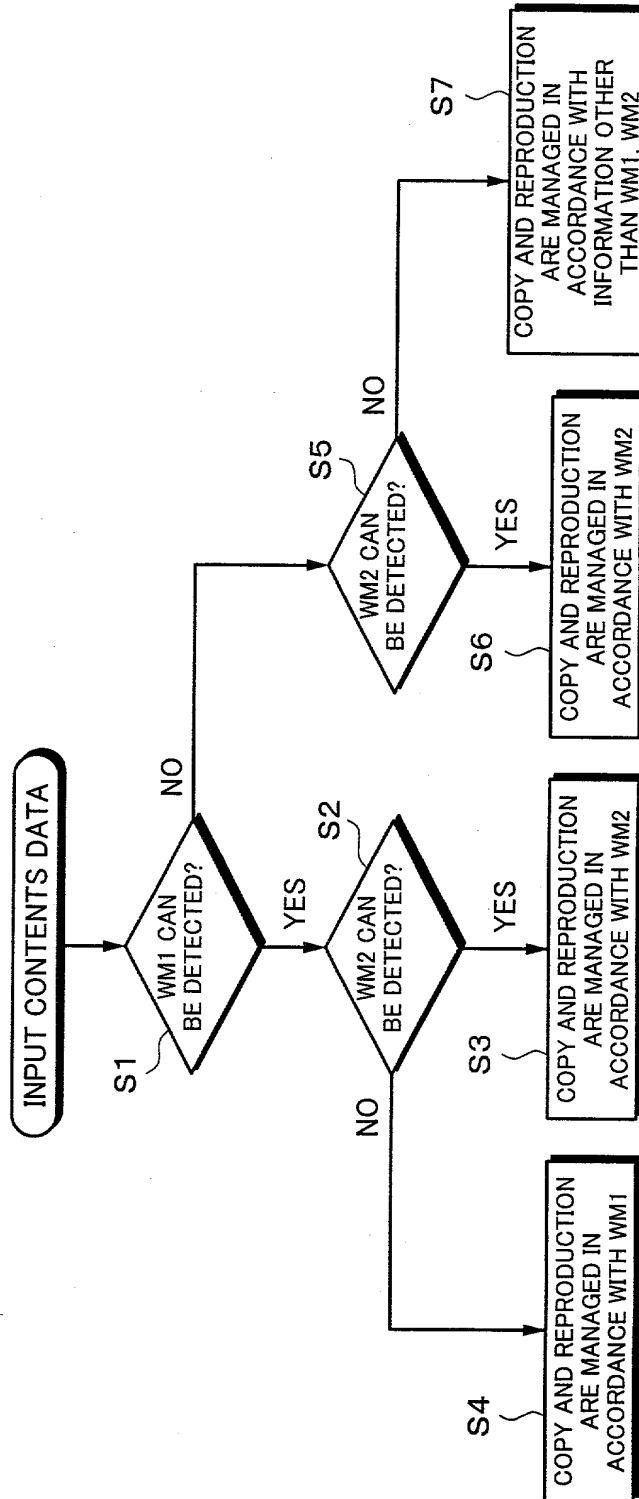 INPUT CONTENTS DATA
S1
WM1 CAN
BE DETECTED?
NO
YES
S2
WM2 CAN
BE DETECTED?
NO
YES
S5
WM2 CAN
BE DETECTED?
NO
YES
S4
COPY AND REPRODUCTION
ARE MANAGED IN
ACCORDANCE WITH WM1
S3
COPY AND REPRODUCTION
ARE MANAGED IN
ACCORDANCE WITH WM2
S6
COPY AND REPRODUCTION
ARE MANAGED IN
ACCORDANCE WITH WM2
S7
COPY AND REPRODUCTION
ARE MANAGED IN
ACCORDANCE WITH
INFORMATION OTHER
THAN WM1, WM2